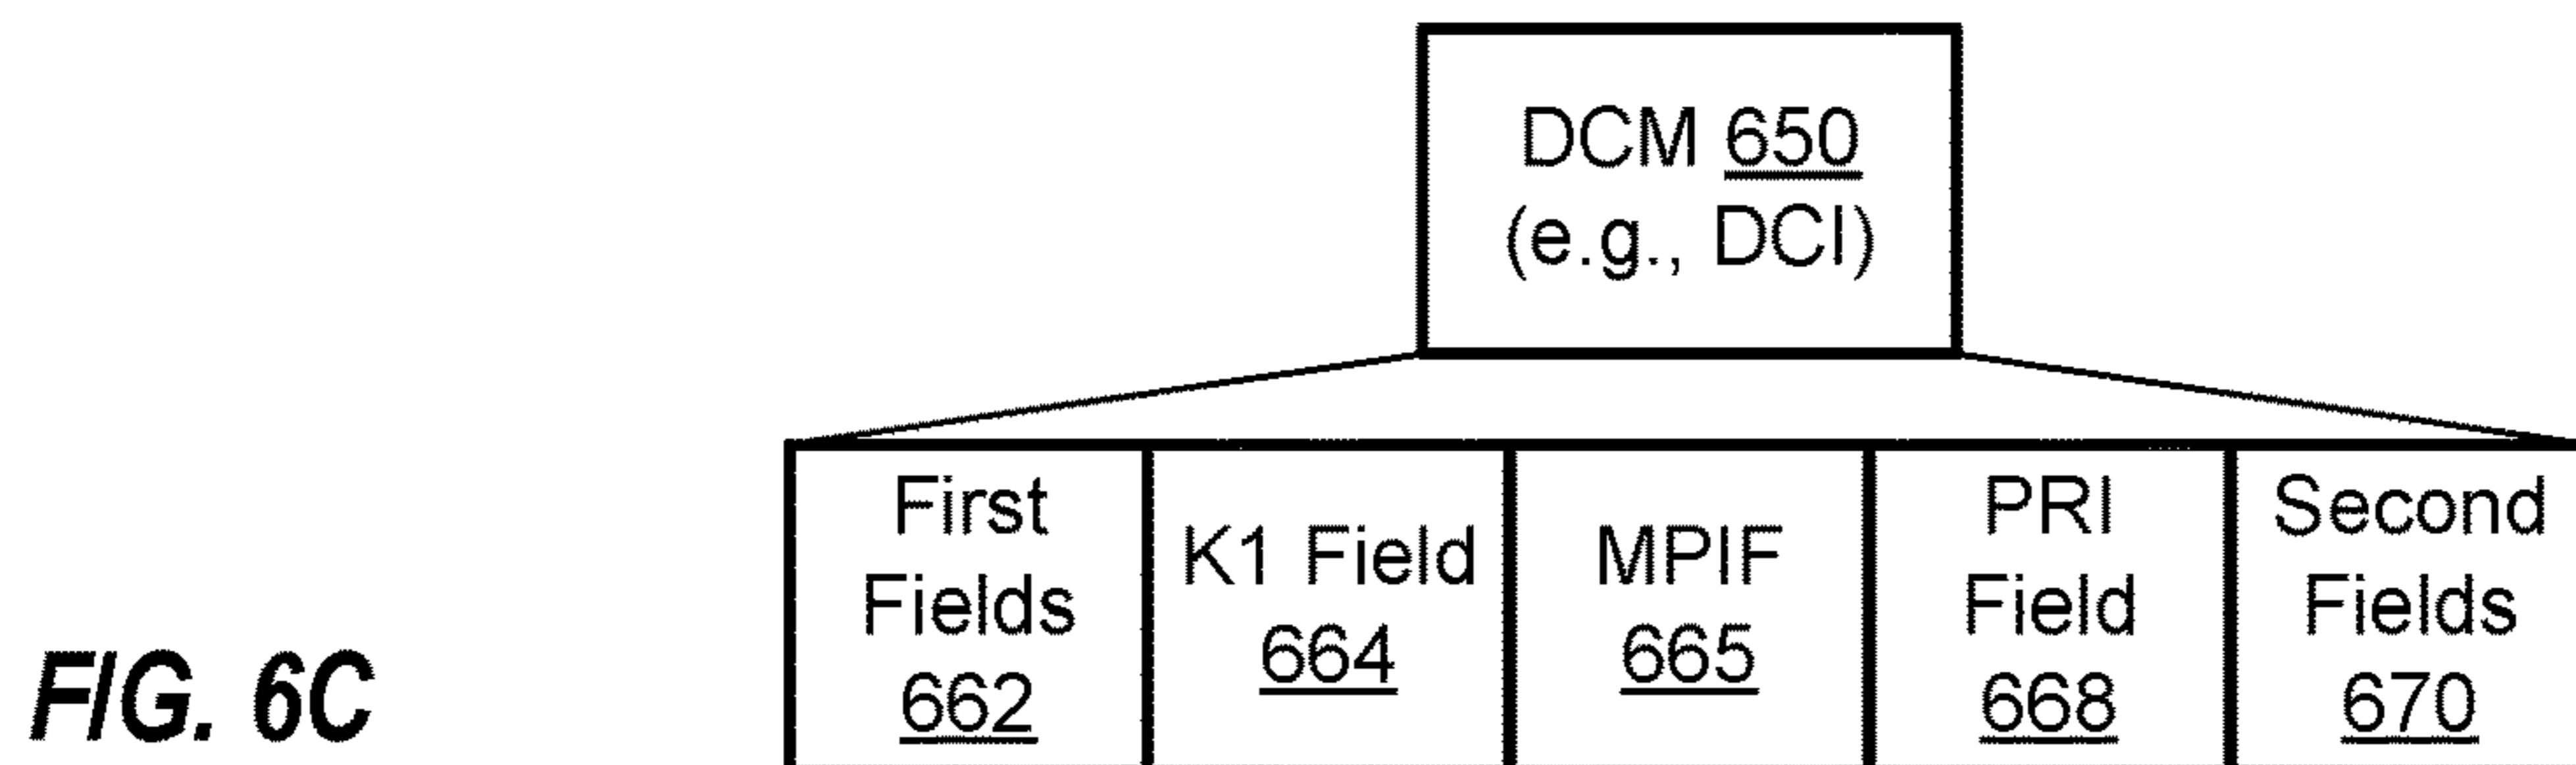 DCM 650
(e.g., DCI)
First
Fields
662
K1 Field
664
MPIF
665
PRI
Field
668
Second
Fields
670
FIG. 6C